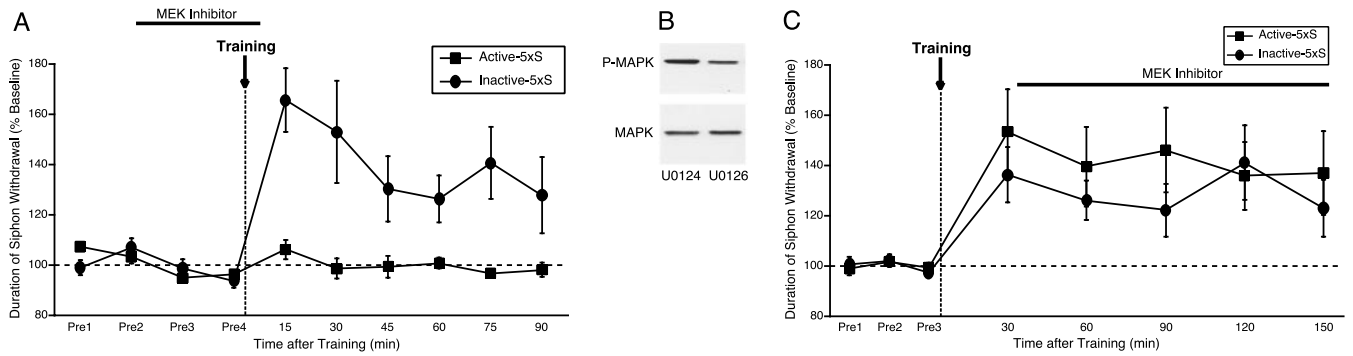 A
MEK Inhibitor
Training
Active-5xS
Inactive-5xS
Duration of Siphon Withdrawal (% Baseline)
180
160
140
120
100
80
Pre1 Pre2 Pre3 Pre4 15 30 45 60 75 90
Time after Training (min)
B
P-MAPK
MAPK
U0124 U0126
C
Training
Active-5xS
Inactive-5xS
MEK Inhibitor
Duration of Siphon Withdrawal (% Baseline)
180
160
140
120
100
80
Pre1 Pre2 Pre3 30 60 90 120 150
Time after Training (min)